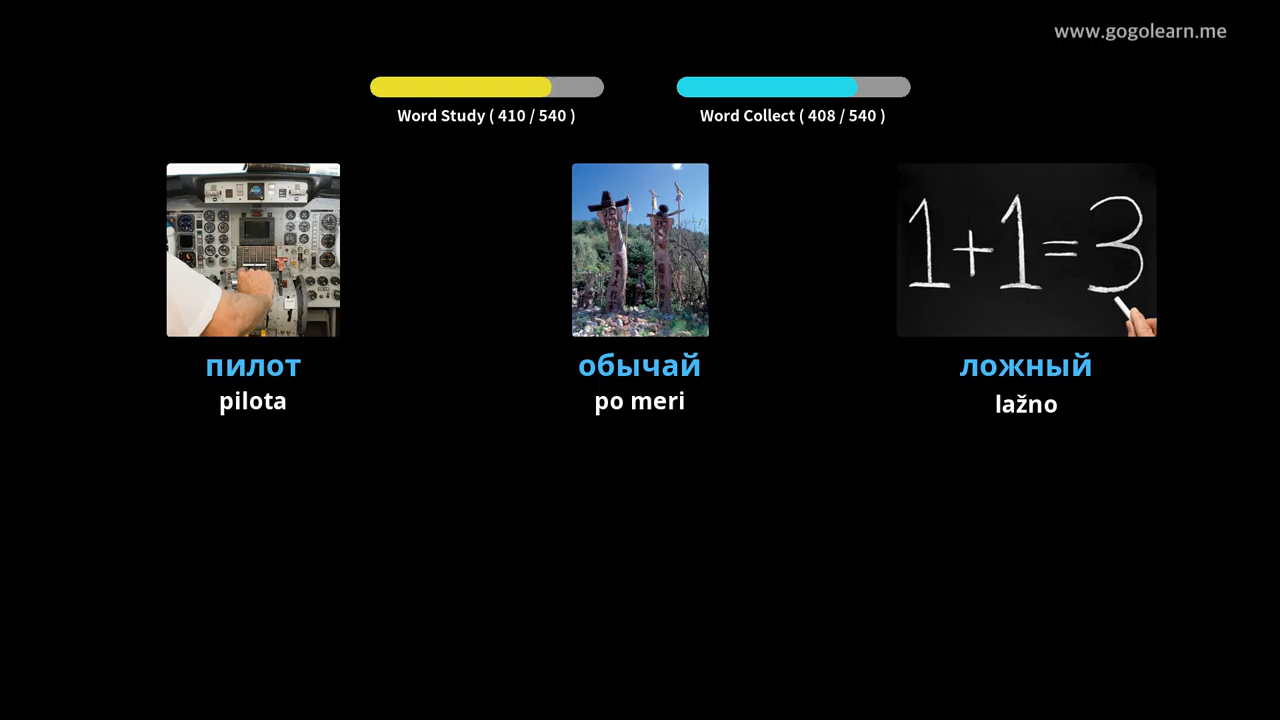 www.gogolearn.me
Word Study ( 410 / 540 )
Word Collect ( 408 / 540 )
1+1=3
пилот
обычай
ложный
pilota
po meri
lažno